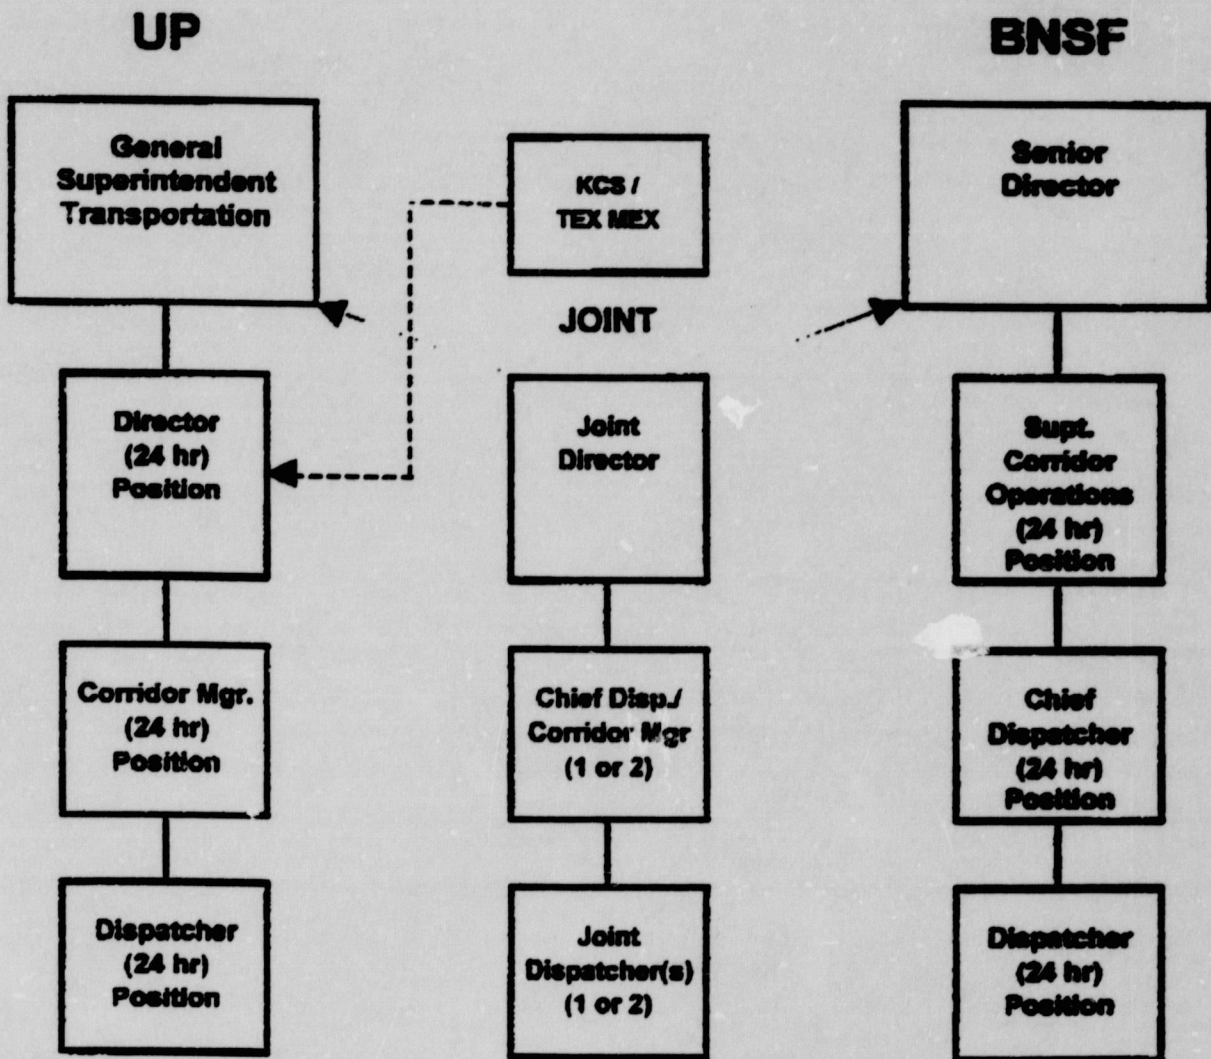 UP
General
Superintendent
Transportation
Director
(24 hr)
Position
Corridor Mgr.
(24 hr)
Position
Dispatcher
(24 hr)
Position
KCS /
TEX MEX
JOINT
Joint
Director
Chief Disp./
Corridor Mgr
(1 or 2)
Joint
Dispatcher(s)
(1 or 2)
BNSF
Senior
Director
Supt.
Corridor
Operations
(24 hr)
Position
Chief
Dispatcher
(24 hr)
Position
Dispatcher
(24 hr)
Position